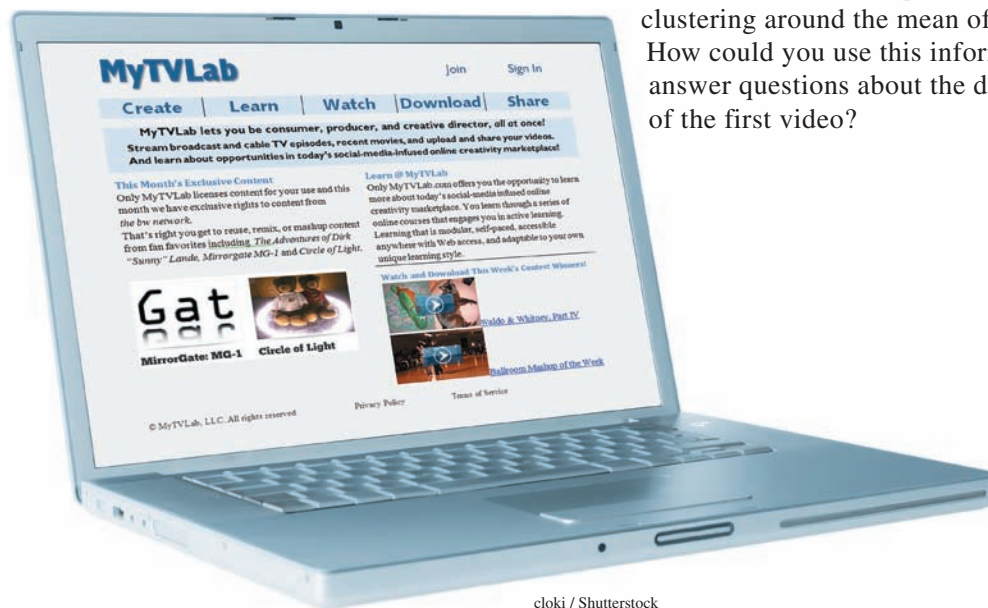 clustering around the mean of
How could you use this infor
answer questions about the d
of the first video?
MyTVLab
Join Sign In
Create Learn Watch Download Share
MyTVLab lets you be consumer, producer, and creative director, all at once!
Stream broadcast and cable TV episodes, recent movies, and upload and share your videos.
And learn about opportunities in today's social-media-infused online creativity marketplace!
This Month's Exclusive Content
Only MyTVLab licenses content for your use and this
month we have exclusive rights to content from
the bw network.
That's right you get to reuse, remix, or mashup content
from fan favorites including The Adventures of Dirk
"Sunny" Lande, Mirrorgate MG-1 and Circle of Light.
Gat
MirrorGate: MG-1
Circle of Light
Learn @ MyTVLab
Only MyTVLab.com offers you the opportunity to learn
more about today's social-media infused online
creativity marketplace. You learn through a series of
online courses that engages you in active learning.
Learning that is modular, self-paced, accessible
anywhere with Web access, and adaptable to your own
unique learning style.
Watch and Download This Week's Contest Winners!
Waldo & Whitney, Part IV
Ballroom Mashup of the Week
© MyTVLab, LLC. All rights reserved.
Privacy Policy
Terms of Service
cloki / Shutterstock